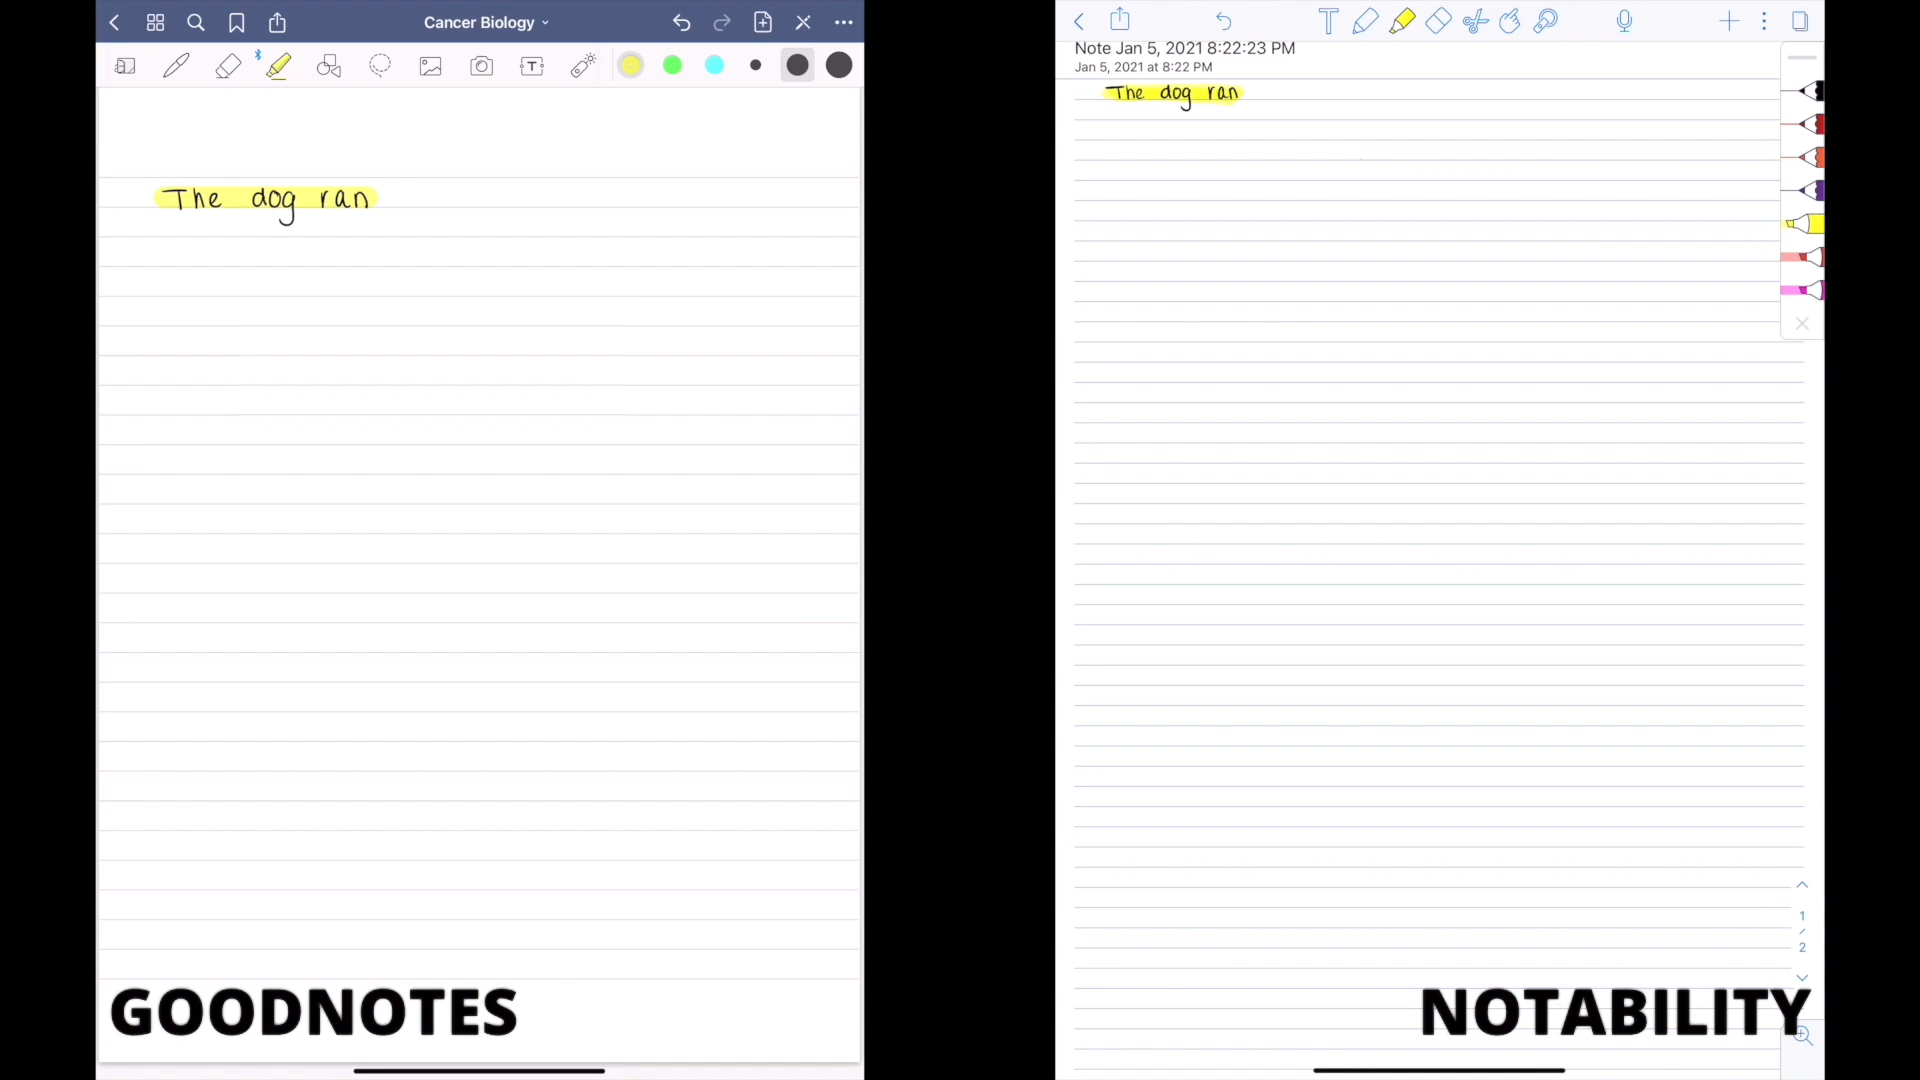 Cancer Biology
The dog ran
GOODNOTES
Note Jan 5, 2021 8:22:23 PM
Jan 5, 2021 at 8:22 PM
The dog ran
1
2
NOTABILITY